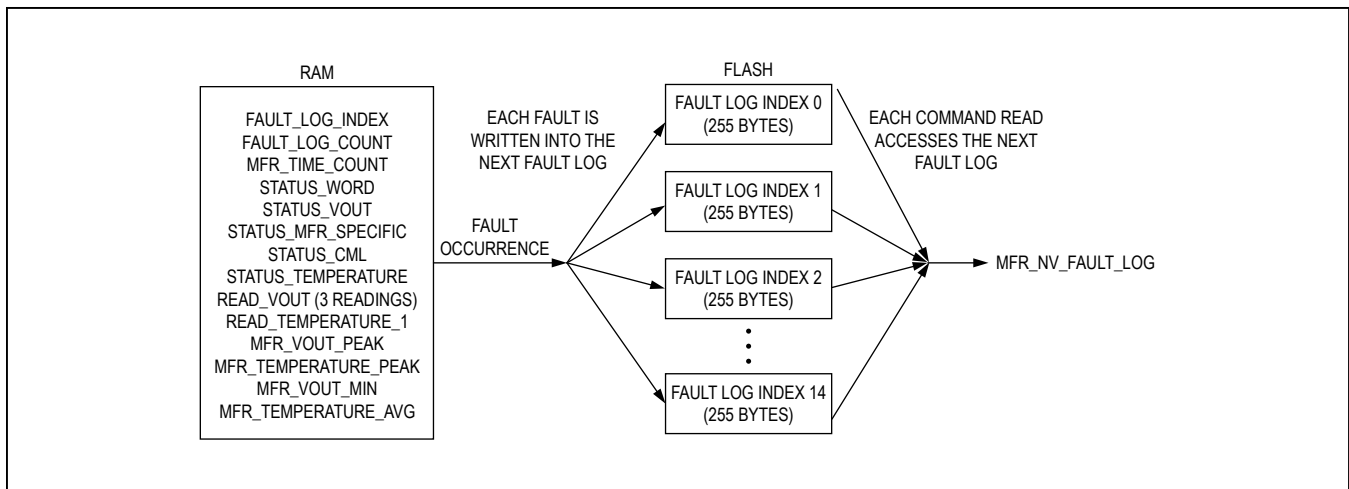 RAM
FAULT_LOG_INDEX
FAULT_LOG_COUNT
MFR_TIME_COUNT
STATUS_WORD
STATUS_VOUT
STATUS_MFR_SPECIFIC
STATUS_CML
STATUS_TEMPERATURE
READ_VOUT (3 READINGS)
READ_TEMPERATURE_1
MFR_VOUT_PEAK
MFR_TEMPERATURE_PEAK
MFR_VOUT_MIN
MFR_TEMPERATURE_AVG
FAULT
OCCURRENCE
EACH FAULT IS
WRITTEN INTO THE
NEXT FAULT LOG
FLASH
FAULT LOG INDEX 0
(255 BYTES)
FAULT LOG INDEX 1
(255 BYTES)
FAULT LOG INDEX 2
(255 BYTES)
FAULT LOG INDEX 14
(255 BYTES)
EACH COMMAND READ
ACCESSES THE NEXT
FAULT LOG
MFR_NV_FAULT_LOG